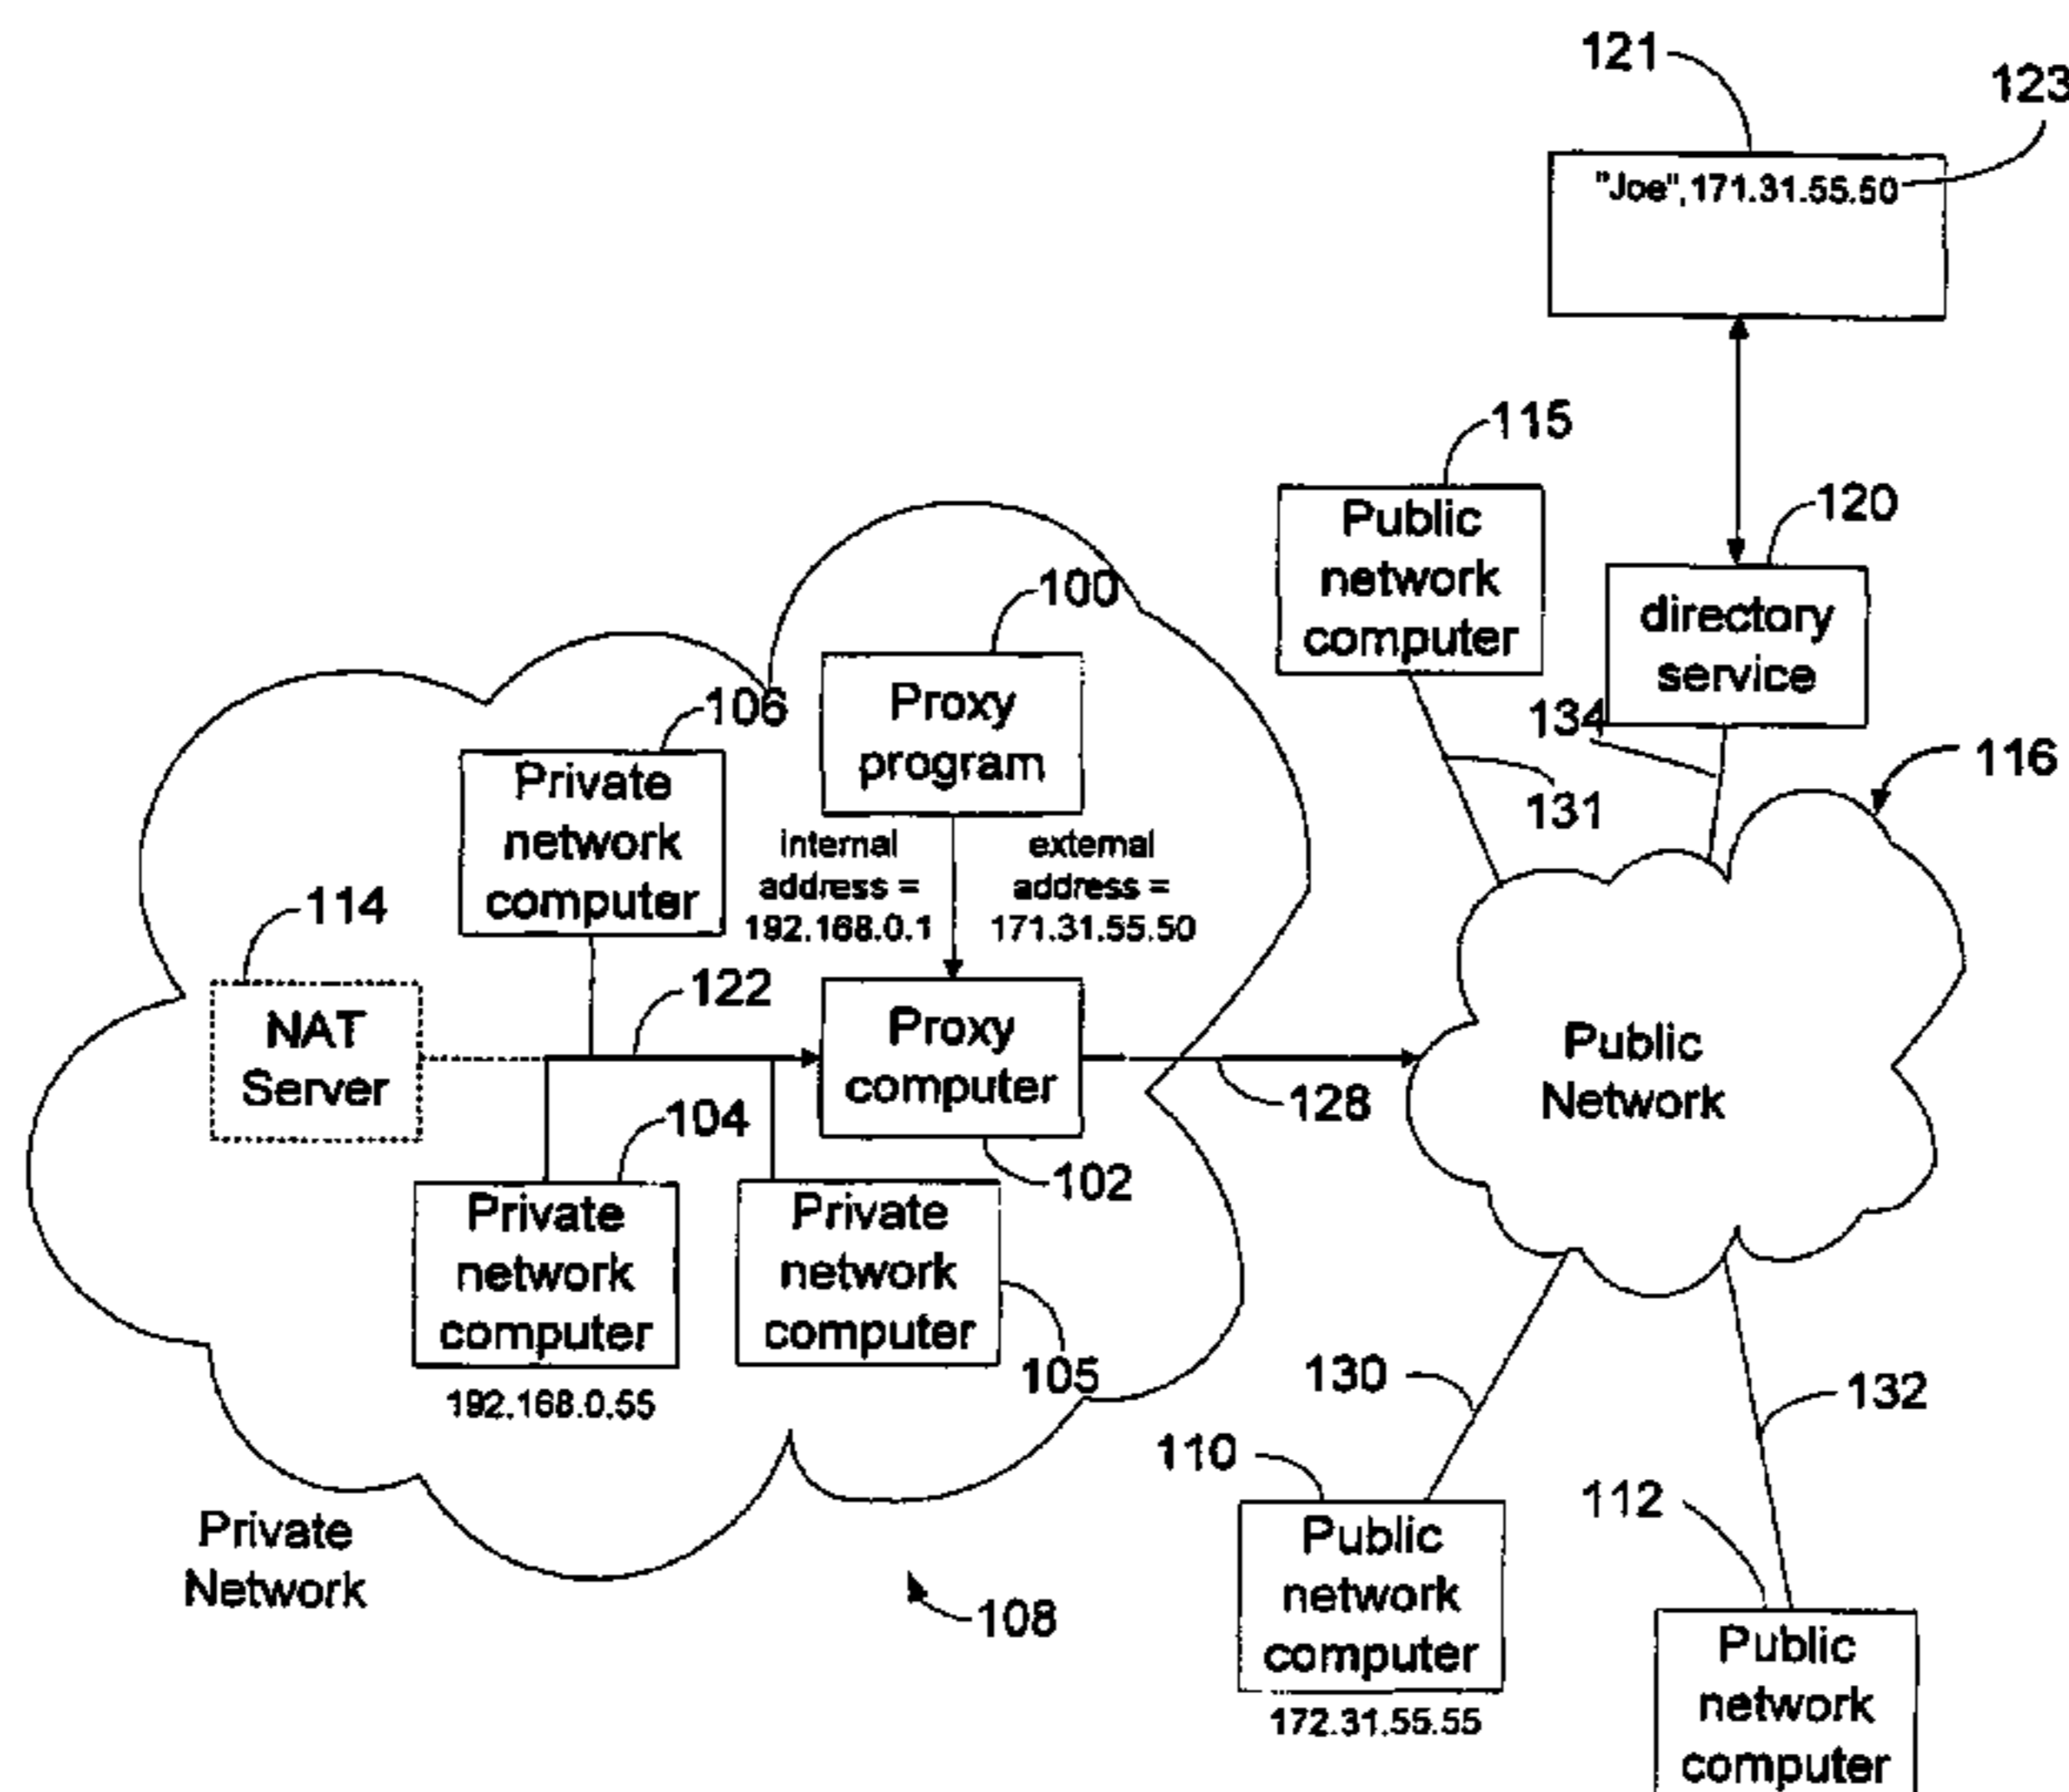 121
123
"Joe", 171.31.55.50
115
Public
network
computer
120
directory
service
134
131
116
100
Proxy
program
106
Private
network
computer
internal
address =
192.168.0.1
external
address =
171.31.55.50
114
NAT
Server
122
Proxy
computer
128
Public
Network
104
102
Private
network
computer
192.168.0.55
Private
network
computer
105
130
132
110
112
Public
network
computer
172.31.55.55
Private
Network
108
Public
network
computer